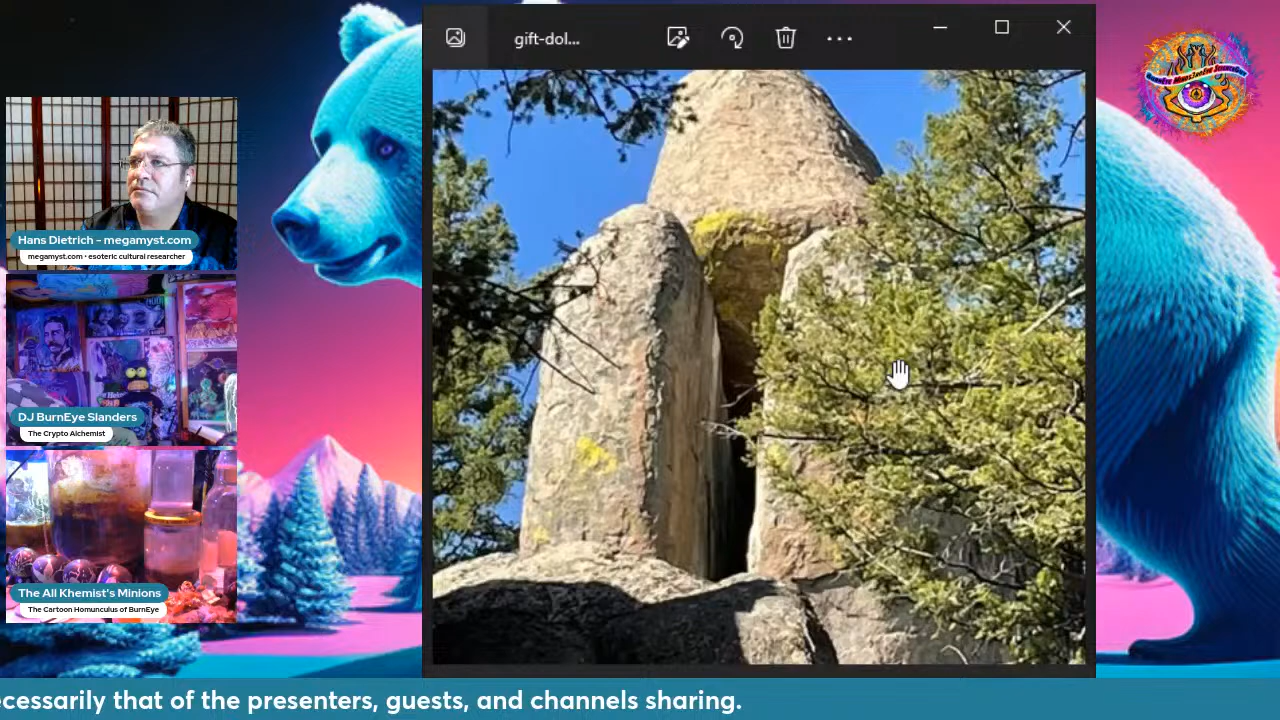 gift-dol...
Hans Dietrich - megamyst.com
megamyst.com • esoteric cultural researcher
DJ BurnEye Slanders
The Crypto Alchemist
The All Khemist's Minions
The Cartoon Homunculus of BurnEye
ecessarily that of the presenters, guests, and channels sharing.